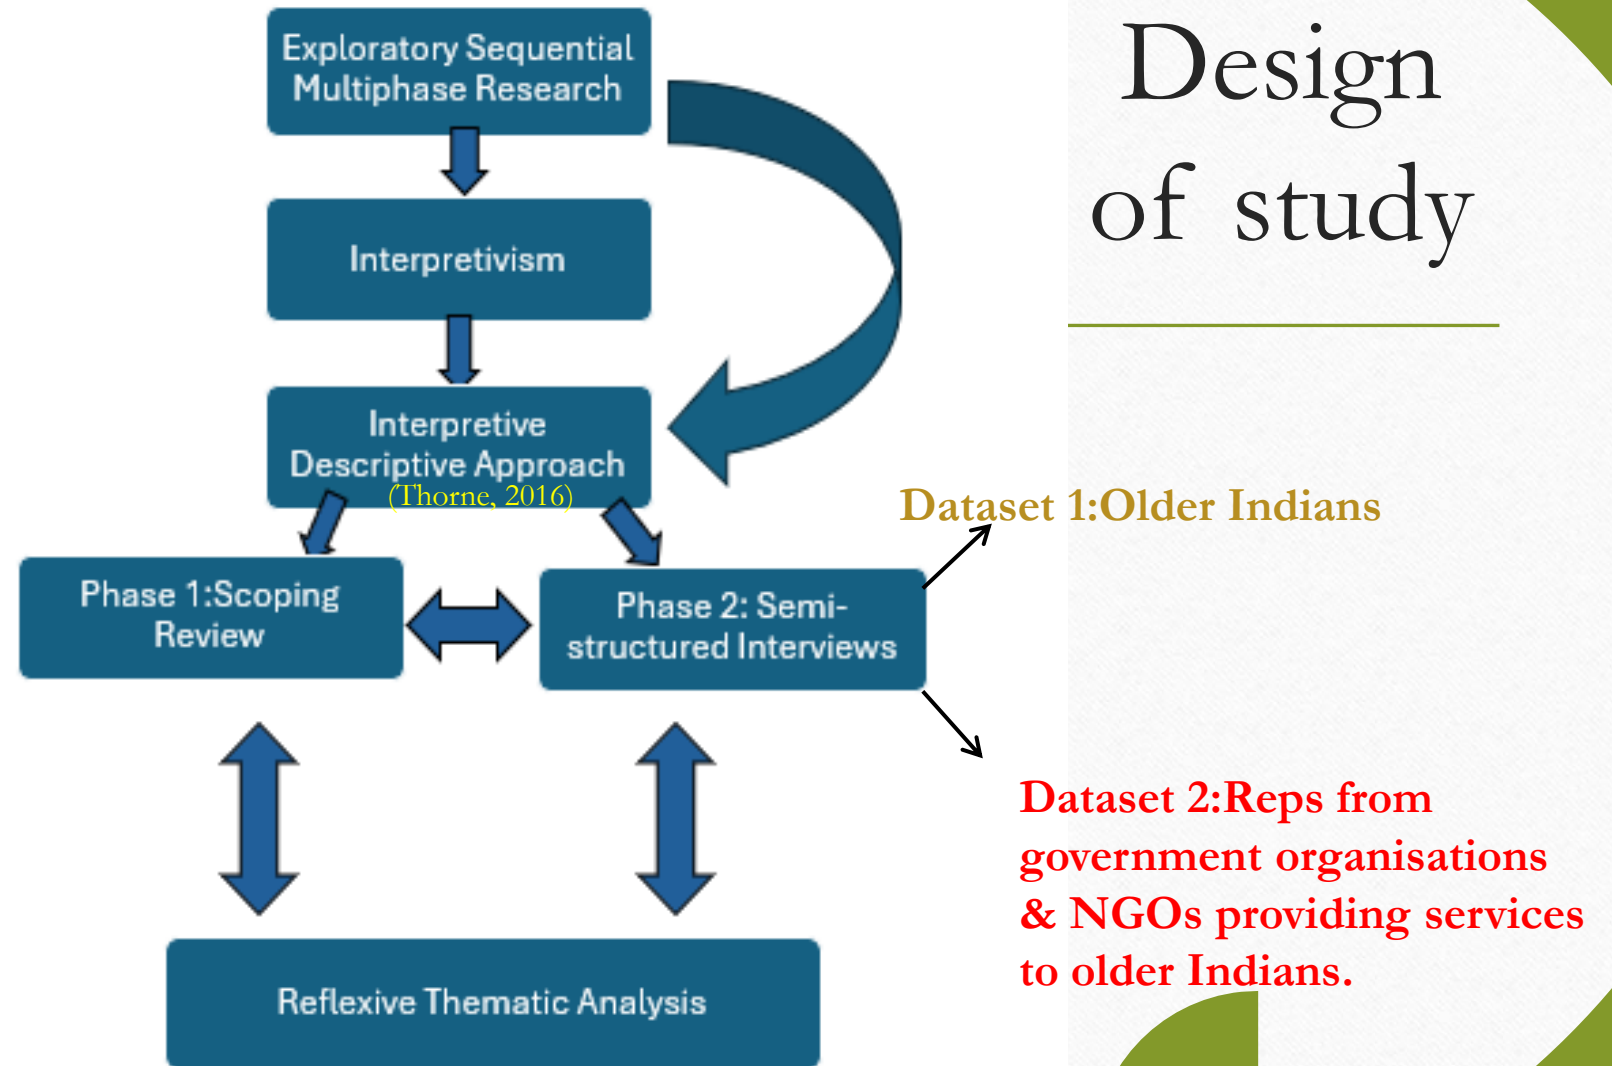 Design
of study
Exploratory Sequential
Multiphase Research
Interpretivism
Interpretive
Descriptive Approach
(Thorne, 2016)
Phase 1:Scoping
Review
Phase 2: Semi-
structured Interviews
Dataset 1:Older Indians
Dataset 2:Reps from
government organisations
& NGOs providing services
to older Indians.
Reflexive Thematic Analysis